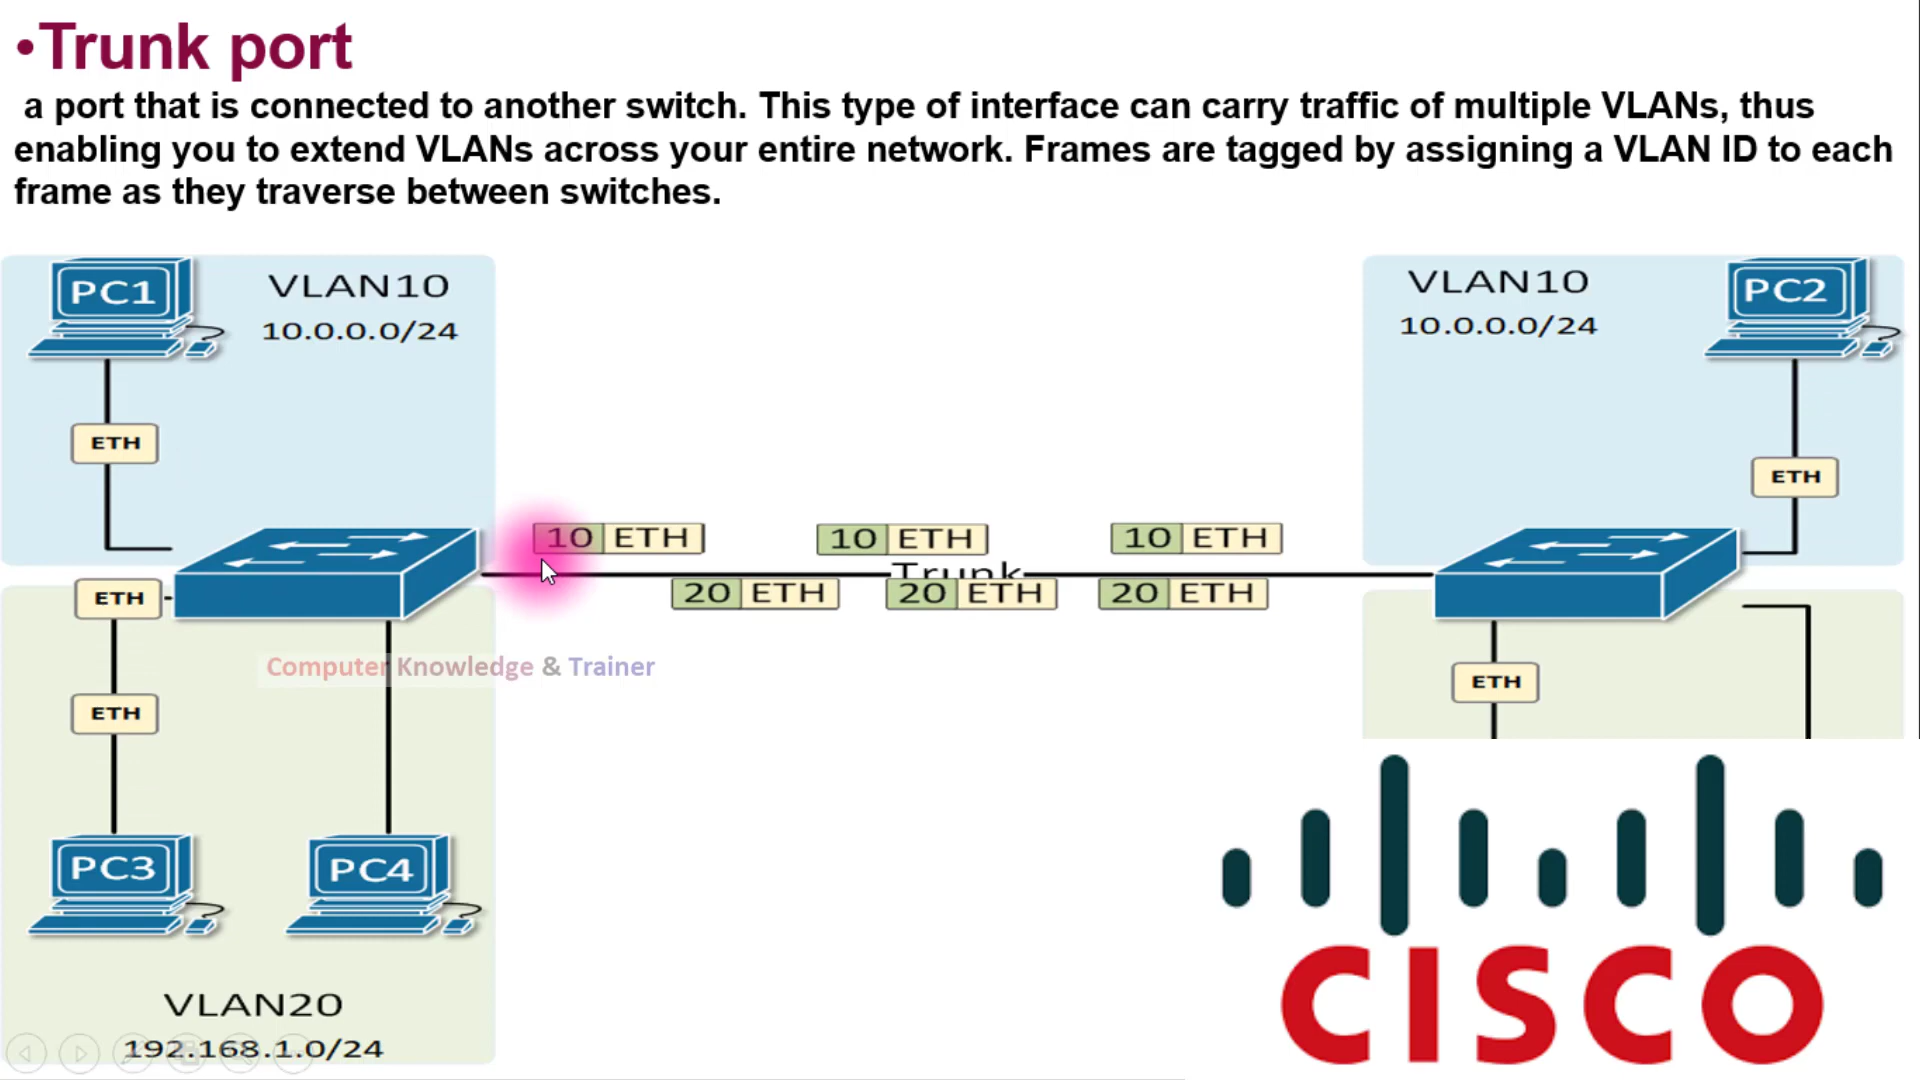 •Trunk port
a port that is connected to another switch. This type of interface can carry traffic of multiple VLANs, thus
enabling you to extend VLANs across your entire network. Frames are tagged by assigning a VLAN ID to each
frame as they traverse between switches.
PC1
VLAN10
10.0.0.0/24
VLAN10
10.0.0.0/24
PC2
ETH
ETH
10 ETH
10 ETH
10 ETH
Trunk
ETH
20 ETH
20 ETH
20 ETH
Computer Knowledge & Trainer
ETH
ETH
PC3
PC4
CISCO
VLAN20
192.168.1.0/24